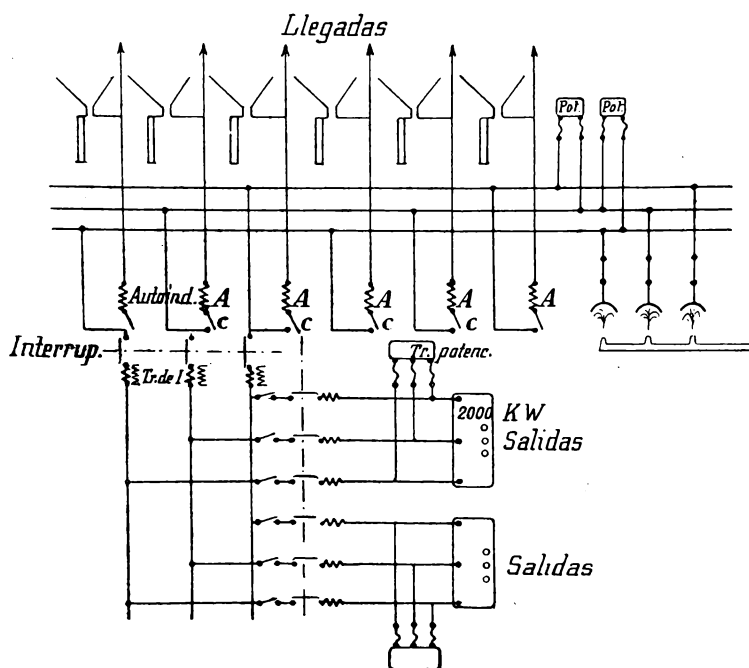 Llegadas
Pot. Pot.
Autoind. A A A A A
C C C C
Interrup.
Tr. de I
Tr. potenc.
2000 KW
Salidas
Salidas